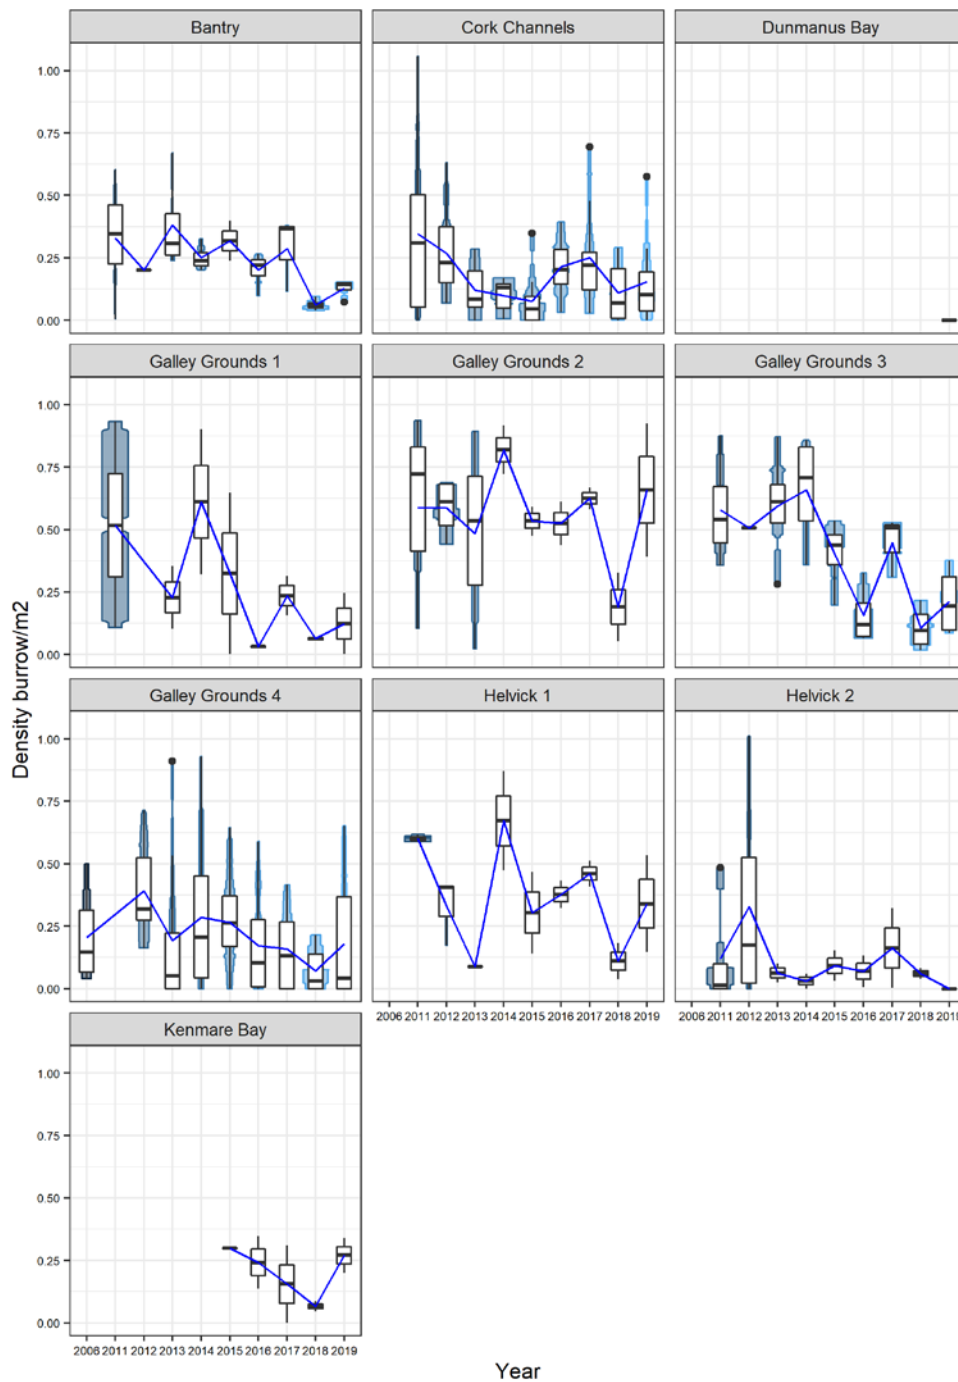 Bantry
Cork Channels
Dunmanus Bay
1.00
0.75
0.50
0.25
0.00
Galley Grounds 1
Galley Grounds 2
Galley Grounds 3
1.00
0.75
0.50
0.25
0.00
Density burrow/m2
Galley Grounds 4
Helvick 1
Helvick 2
1.00
0.75
0.50
0.25
0.00
2006 2011 2012 2013 2014 2015 2016 2017 2018 2019
2006 2011 2012 2013 2014 2015 2016 2017 2018 2019
Kenmare Bay
1.00
0.75
0.50
0.25
0.00
2006 2011 2012 2013 2014 2015 2016 2017 2018 2019
Year